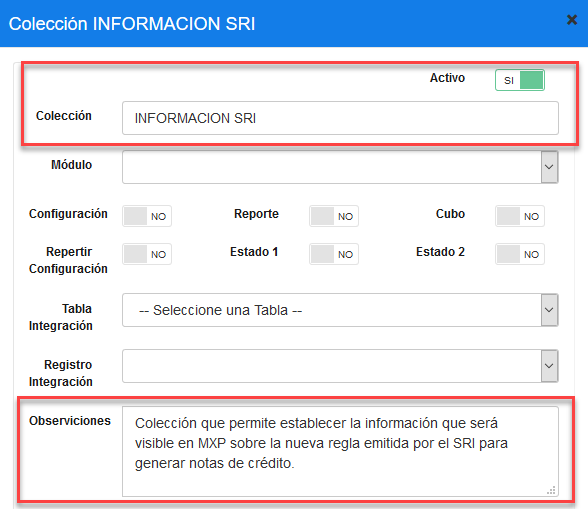 Colección INFORMACION SRI
Activo SI
Colección INFORMACION SRI
Módulo
Configuración NO Reporte NO Cubo NO
Repertir
Configuración NO Estado 1 NO Estado 2 NO
Tabla
Integración -- Seleccione una Tabla --
Registro
Integración
Observiciones Colección que permite establecer la información que será
visible en MXP sobre la nueva regla emitida por el SRI para
generar notas de crédito.